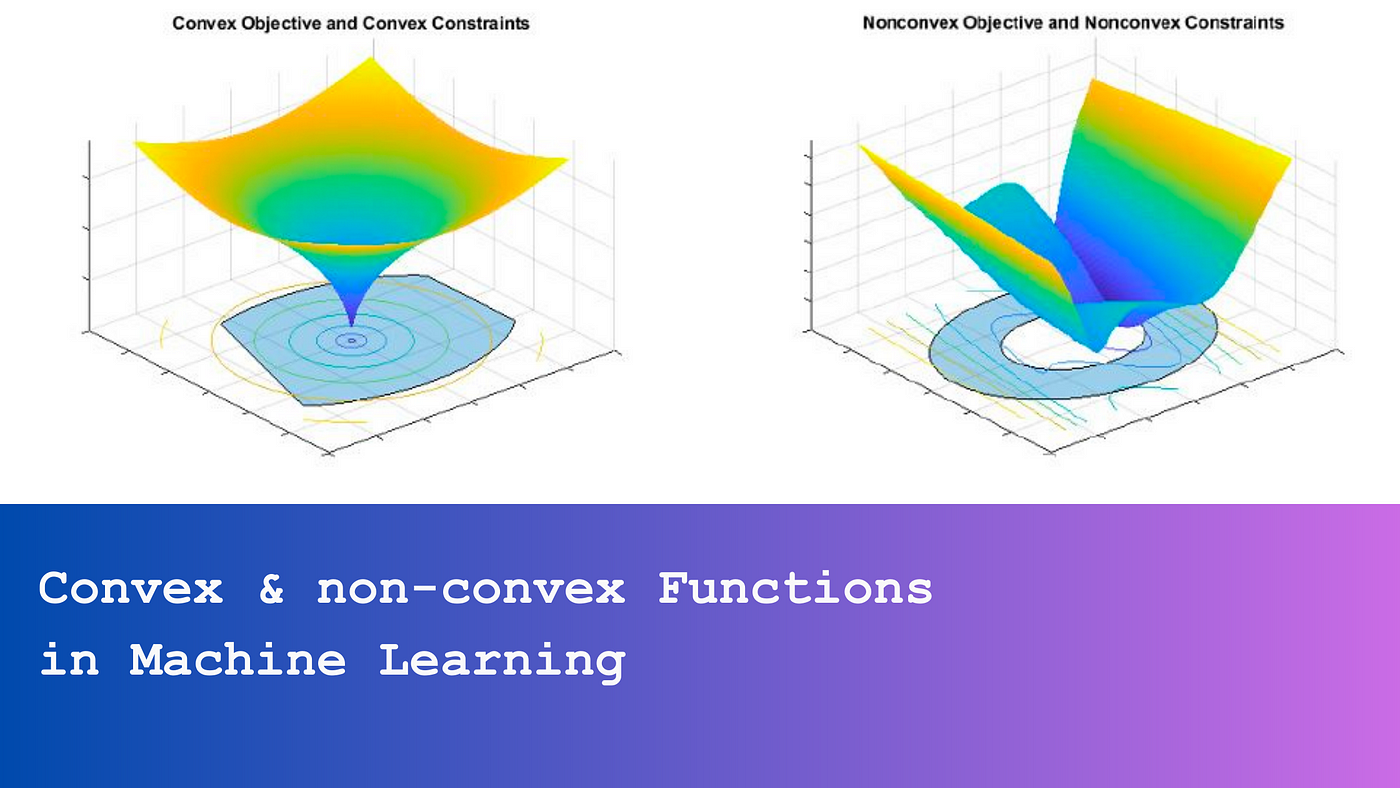 Convex Objective and Convex Constraints
Nonconvex Objective and Nonconvex Constraints
Convex & non-convex Functions
in Machine Learning